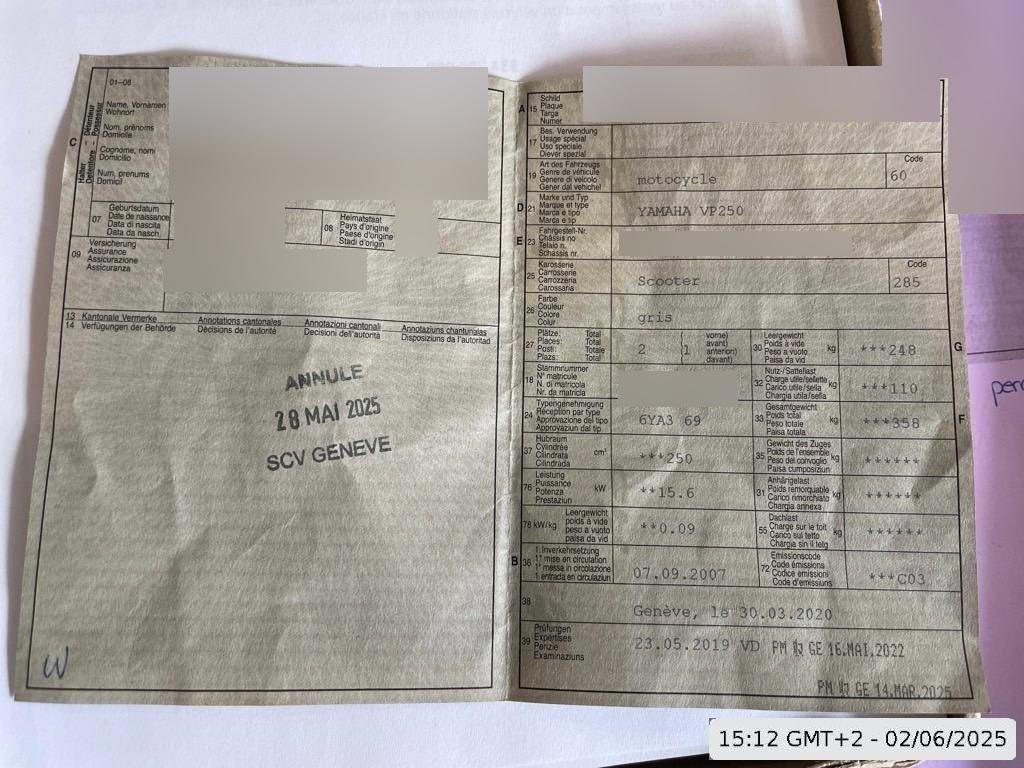 01–06
C
Halter – Détenteur
Detentore – Possessur
Name, Vornamen
Wohnort
Nom, prénoms
Domicile
Cognome, nomi
Domicilio
Num, prenums
Domicil
07
Geburtsdatum
Date de naissance
Data di nascita
Data da nasch.
08
Heimatstaat
Pays d'origine
Paese d'origine
Stadi d'origin
09
Versicherung
Assurance
Assicurazione
Assicuranza
13 Kantonale Vermerke Annotations cantonales Annotazioni cantonali Annotaziuns chantunalas
14 Verfügungen der Behörde Décisions de l'autorité Decisioni dell'autorità Disposiziuns da l'autoritad
ANNULE
28 MAI 2025
SCV GENEVE
W
A
15
Schild
Plaque
Targa
Numer
17
Bes. Verwendung
Usage spécial
Uso speciale
Diever spezial
19
Art des Fahrzeugs
Genre de véhicule
Genere di veicolo
Gener dal vehichel
motocycle
Code
60
D
21
Marke und Typ
Marque et type
Marca e tipo
Marca e tip
YAMAHA VP250
E
23
Fahrgestell-Nr.
Châssis no
Telaio n.
Schassis nr.
25
Karosserie
Carrosserie
Carrozzeria
Carossaria
Scooter
Code
285
26
Farbe
Couleur
Colore
Colur
gris
27
Plätze: Total
Places: Total
Posti: Totale
Plazs: Total
2
( 1
vorne)
avant)
anteriori)
davant)
30
Leergewicht
Poids à vide
Peso a vuoto
Paisa da vid
kg
***248
G
18
Stammnummer
N° matricule
N. di matricola
Nr. da matricla
32
Nutz-/Sattellast
Charge utile/sellette
Carico utile/sella
Chargia utila/sella
kg
***110
24
Typengenehmigung
Réception par type
Approvazione del tipo
Approvaziun dal tip
6YA3 69
33
Gesamtgewicht
Poids total
Peso totale
Paisa totala
kg
***358
F
37
Hubraum
Cylindrée
Cilindrata
Cilindrada
cm³
***250
35
Gewicht des Zuges
Poids de l'ensemble
Peso del convoglio
Paisa cumposiziun
kg
******
76
Leistung
Puissance
Potenza
Prestaziun
kW
**15.6
31
Anhängelast
Poids remorquable
Carico rimorchiato
Chargia annexa
kg
******
78 kW/kg
Leergewicht
poids à vide
peso a vuoto
paisa da vid
**0.09
55
Dachlast
Charge sur le toit
Carico sul tetto
Chargia sin il tetg
kg
******
B
36
1. Inverkehrsetzung
1re mise en circulation
1a messa in circolazione
1. entrada en circulaziun
07.09.2007
72
Emissionscode
Code émissions
Codice emissioni
Code d'emissiuns
***C03
38
Genève, le 30.03.2020
39
Prüfungen
Expertises
Perizie
Examinaziuns
23.05.2019 VD PM GE 16.MAI.2022
PM GE 14.MAR.2025
15:12 GMT+2 - 02/06/2025